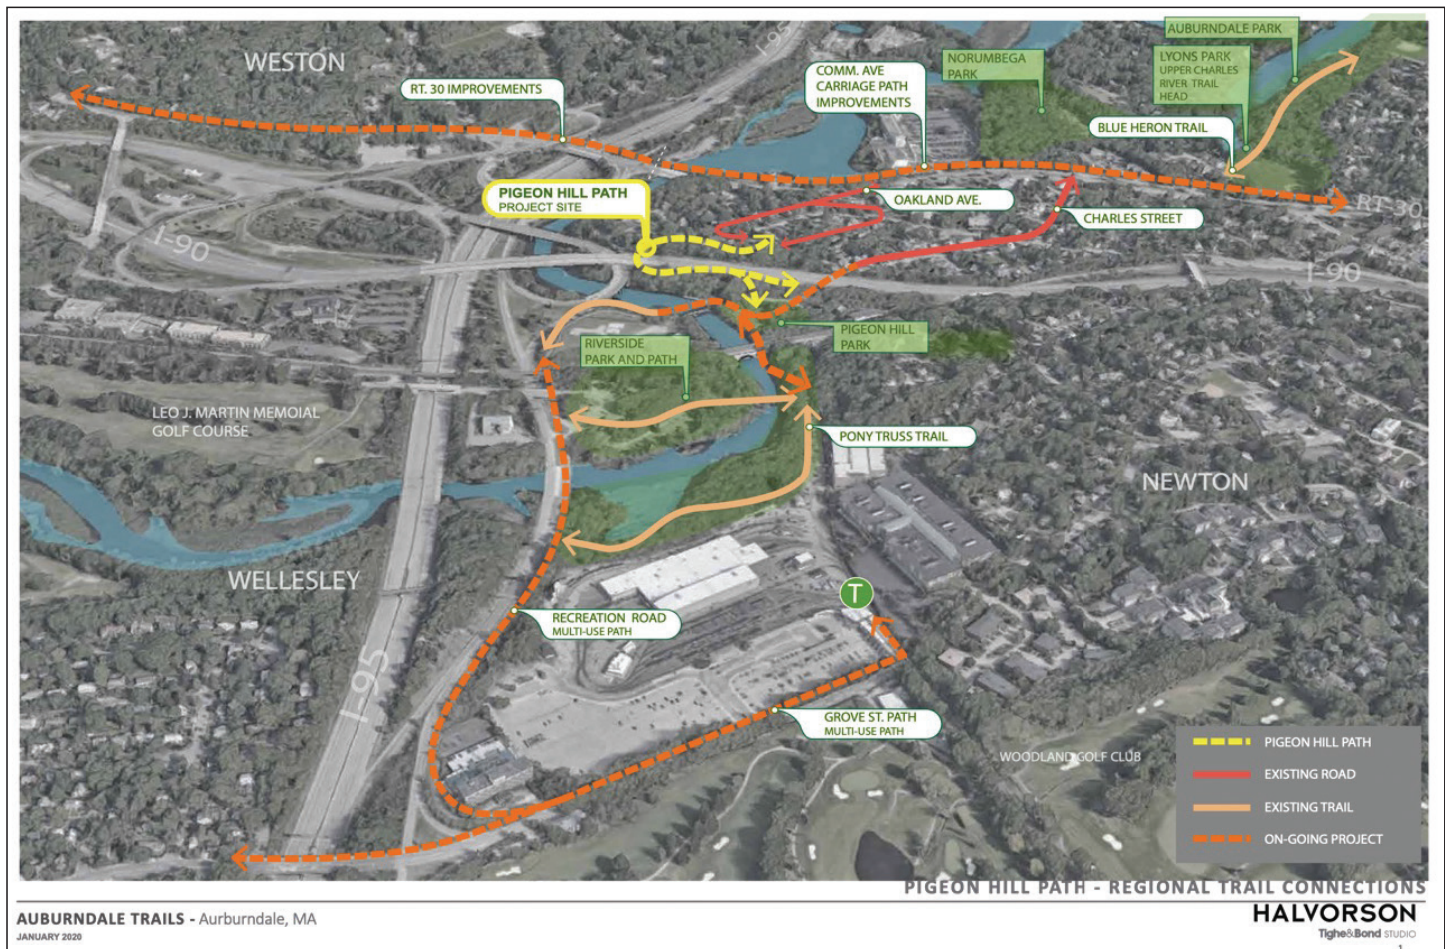 WESTON
I-95
AUBURNDALE PARK
NORUMBEGA
PARK
LYONS PARK
UPPER CHARLES
RIVER TRAIL
HEAD
COMM. AVE
CARRIAGE PATH
IMPROVEMENTS
RT. 30 IMPROVEMENTS
BLUE HERON TRAIL
PIGEON HILL PATH
PROJECT SITE
OAKLAND AVE.
CHARLES STREET
RT-30
I-90
I-90
PIGEON HILL
PARK
RIVERSIDE
PARK AND PATH
LEO J. MARTIN MEMOIAL
GOLF COURSE
PONY TRUSS TRAIL
NEWTON
WELLESLEY
T
RECREATION ROAD
MULTI-USE PATH
I-95
GROVE ST. PATH
MULTI-USE PATH
WOODLAND GOLF CLUB
PIGEON HILL PATH
EXISTING ROAD
EXISTING TRAIL
ON-GOING PROJECT
PIGEON HILL PATH - REGIONAL TRAIL CONNECTIONS
AUBURNDALE TRAILS - Aurburndale, MA
JANUARY 2020
HALVORSON
Tighe&Bond STUDIO
1